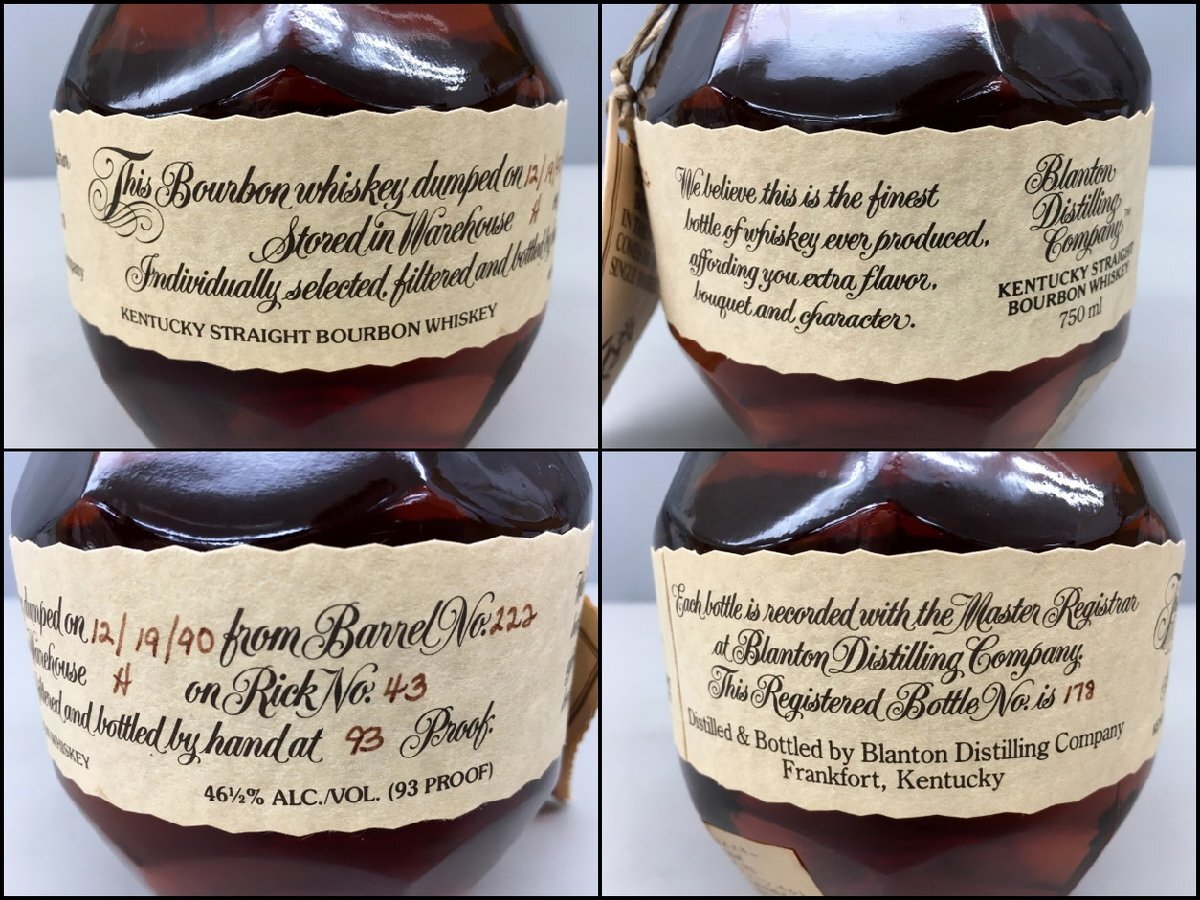 This Bourbon whiskey dumped on 12/19/9
Stored in Warehouse H
Individually selected, filtered and bottled by
KENTUCKY STRAIGHT BOURBON WHISKEY
We believe this is the finest
bottle of whiskey ever produced,
affording you extra flavor,
bouquet and character.
Blanton
Distilling
Company
TM
KENTUCKY STRAIGHT
BOURBON WHISKEY
750 ml
dumped on 12/19/90 from Barrel No. 222
Warehouse H on Rick No. 43
filtered and bottled by hand at 93 Proof.
WHISKEY
46½% ALC./VOL. (93 PROOF)
Each bottle is recorded with the Master Registrar
at Blanton Distilling Company.
This Registered Bottle No. is 178
Distilled & Bottled by Blanton Distilling Company
Frankfort, Kentucky